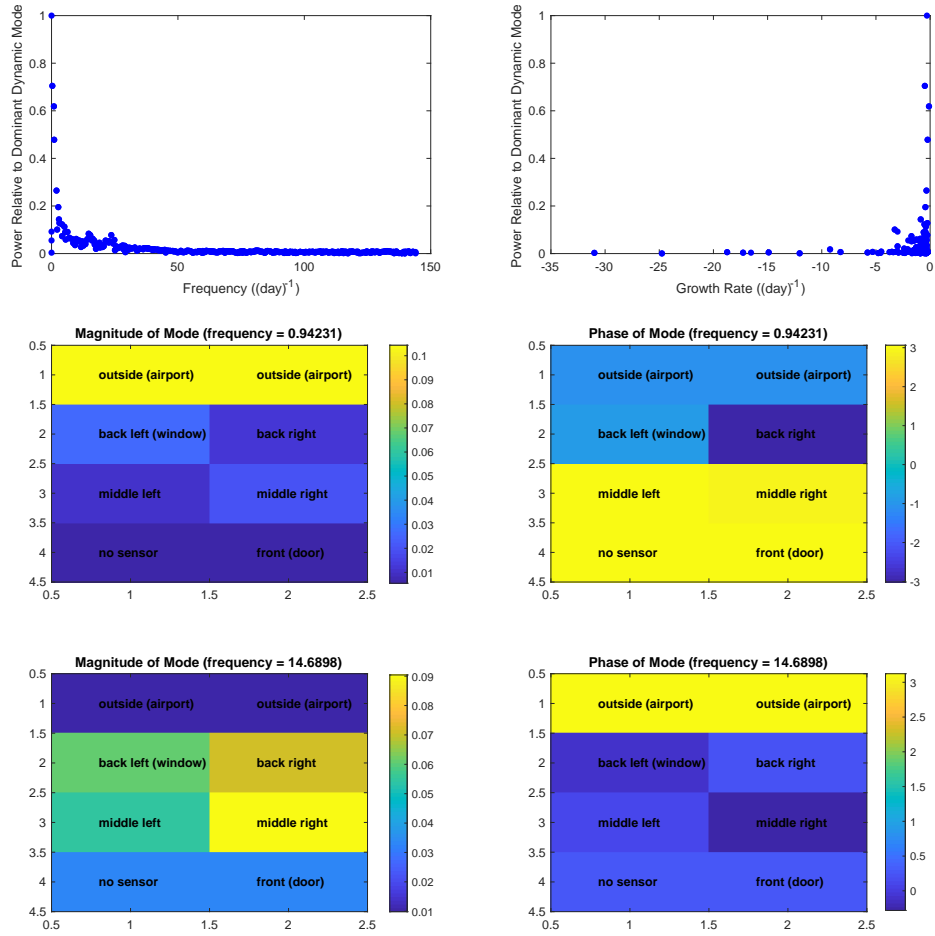 Power Relative to Dominant Dynamic Mode
1
0.8
0.6
0.4
0.2
0
0 50 100 150
Frequency ((day)-1
Power Relative to Dominant Dynamic Mode
1
0.8
0.6
0.4
0.2
0
-35 -30 -25 -20 -15 -10 -5 0
Growth Rate ((day)-1
Magnitude of Mode (frequency = 0.94231)
0.5
1
1.5
2
2.5
3
3.5
4
4.5
outside (airport) outside (airport)
back left (window) back right
middle left middle right
no sensor front (door)
0.5 1 1.5 2 2.5
0.1
0.09
0.08
0.07
0.06
0.05
0.04
0.03
0.02
0.01
Phase of Mode (frequency = 0.94231)
0.5
1
1.5
2
2.5
3
3.5
4
4.5
outside (airport) outside (airport)
back left (window) back right
middle left middle right
no sensor front (door)
0.5 1 1.5 2 2.5
3
2
1
0
-1
-2
-3
Magnitude of Mode (frequency = 14.6898)
0.5
1
1.5
2
2.5
3
3.5
4
4.5
outside (airport) outside (airport)
back left (window) back right
middle left middle right
no sensor front (door)
0.5 1 1.5 2 2.5
0.09
0.08
0.07
0.06
0.05
0.04
0.03
0.02
0.01
Phase of Mode (frequency = 14.6898)
0.5
1
1.5
2
2.5
3
3.5
4
4.5
outside (airport) outside (airport)
back left (window) back right
middle left middle right
no sensor front (door)
0.5 1 1.5 2 2.5
3
2.5
2
1.5
1
0.5
0